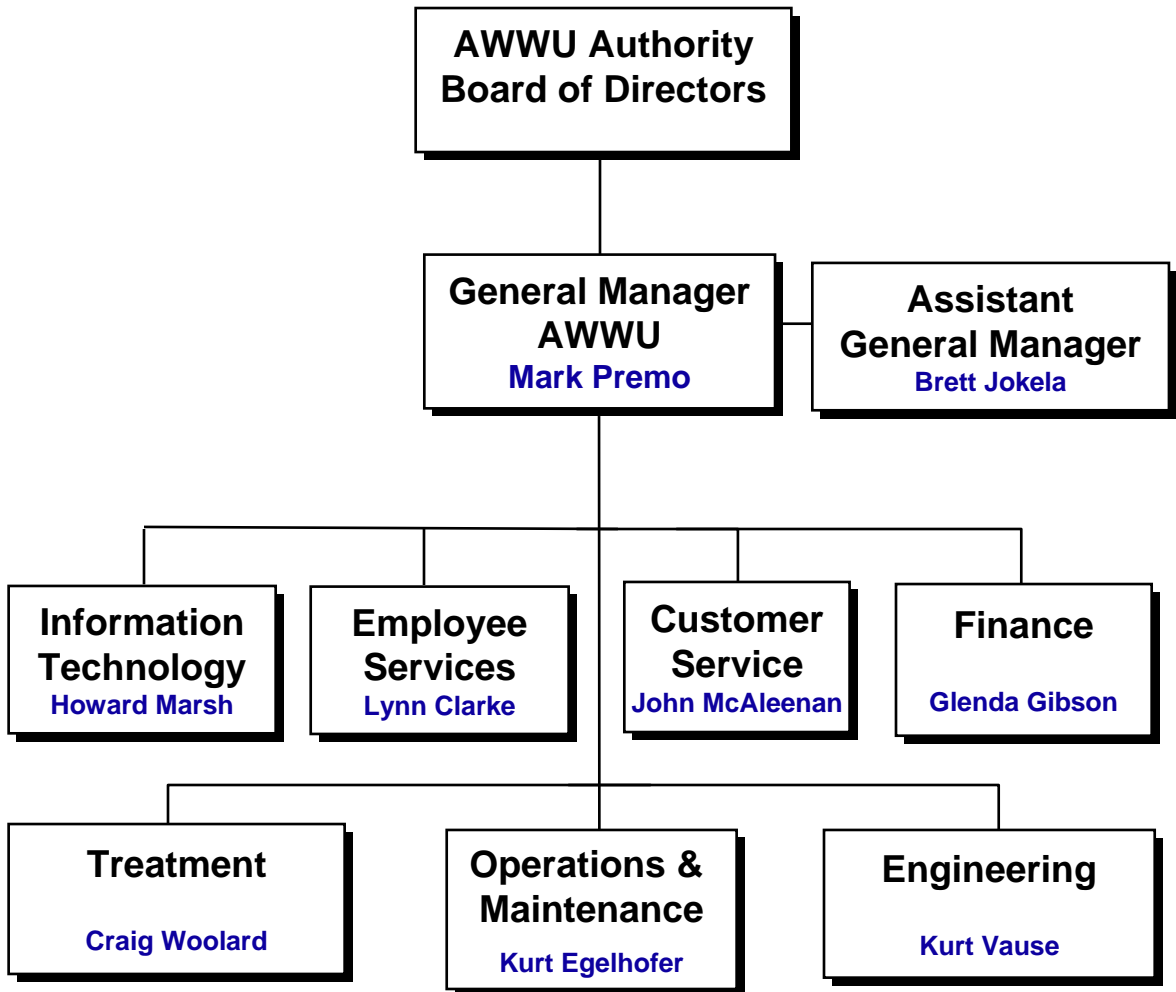 AWWU Authority
Board of Directors
General Manager
AWWU
Mark Premo
Assistant
General Manager
Brett Jokela
Information
Technology
Howard Marsh
Employee
Services
Lynn Clarke
Customer
Service
John McAleenan
Finance
Glenda Gibson
Treatment
Craig Woolard
Operations &
Maintenance
Kurt Egelhofer
Engineering
Kurt Vause